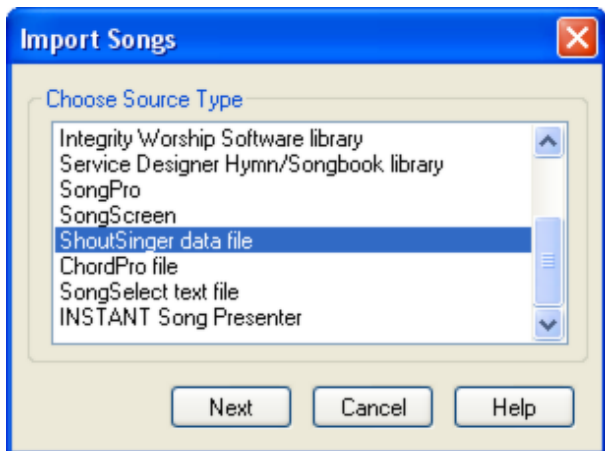 Import Songs
Choose Source Type
Integrity Worship Software library
Service Designer Hymn/Songbook library
SongPro
SongScreen
ShoutSinger data file
ChordPro file
SongSelect text file
INSTANT Song Presenter
Next Cancel Help